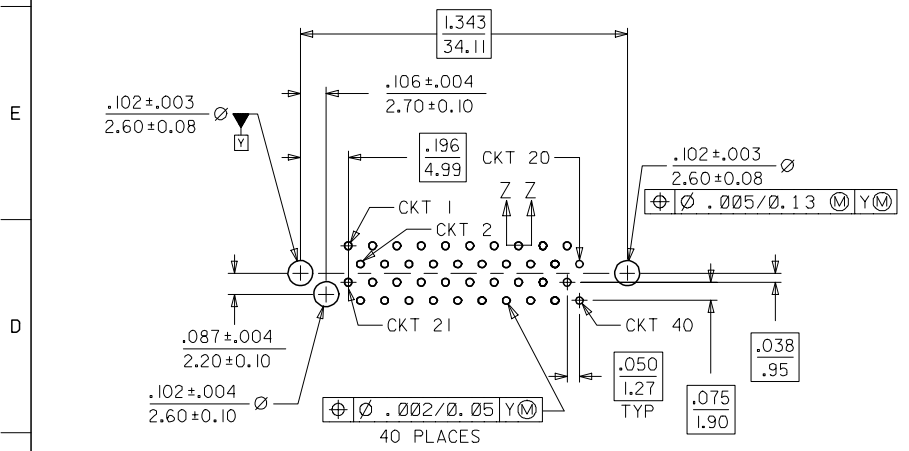 1.343
34.11
.106±.004
2.70±0.10
.102±.003
2.60±0.08 Ø
Y
.196
4.99
CKT 20
.102±.003
2.60±0.08 Ø
⌖ Ø .005/0.13 Ⓜ YⓂ
E
Z Z
CKT 1
CKT 2
D
CKT 21
CKT 40
.087±.004
2.20±0.10
.038
.95
.050
1.27
TYP
.075
1.90
.102±.004
2.60±0.10 Ø
⌖ Ø .002/0.05 YⓂ
40 PLACES